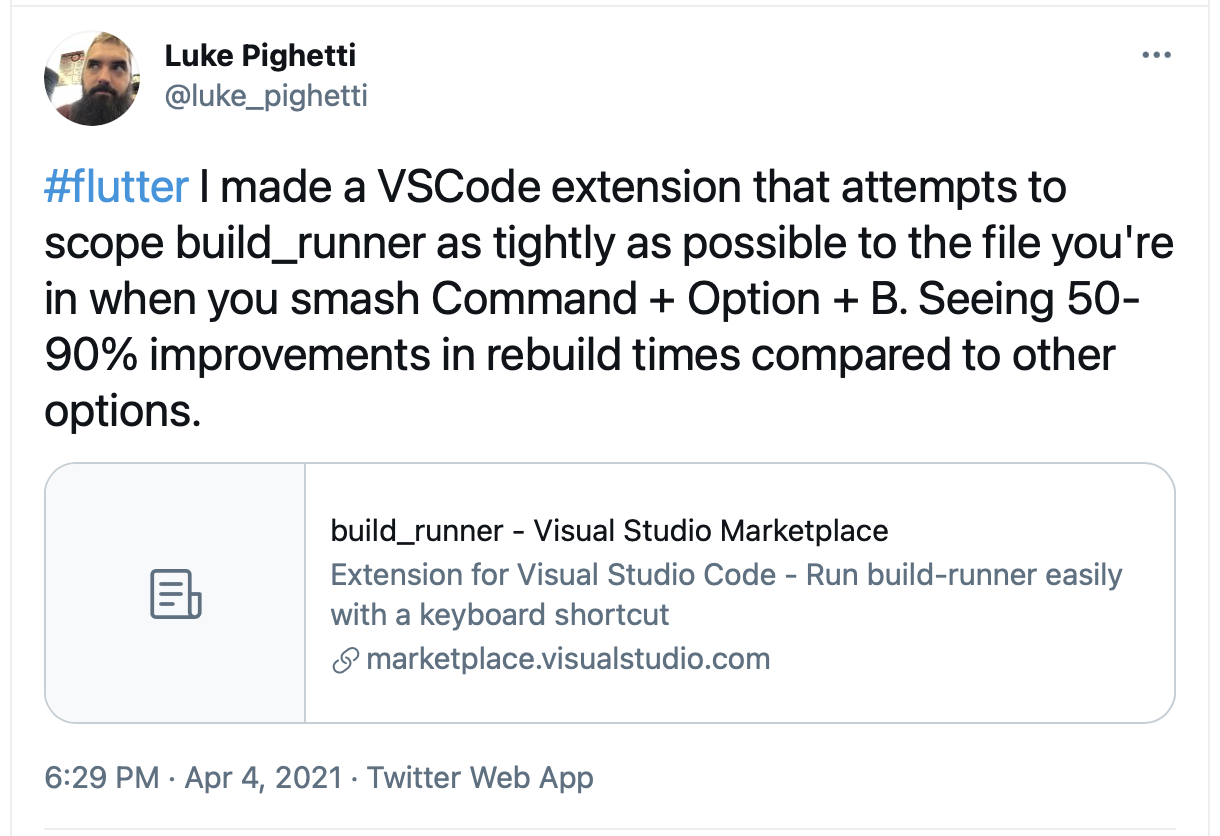 Luke Pighetti
@luke_pighetti
#flutter I made a VSCode extension that attempts to
scope build_runner as tightly as possible to the file you're
in when you smash Command + Option + B. Seeing 50-
90% improvements in rebuild times compared to other
options.
build_runner - Visual Studio Marketplace
Extension for Visual Studio Code - Run build-runner easily
with a keyboard shortcut
marketplace.visualstudio.com
6:29 PM · Apr 4, 2021 · Twitter Web App